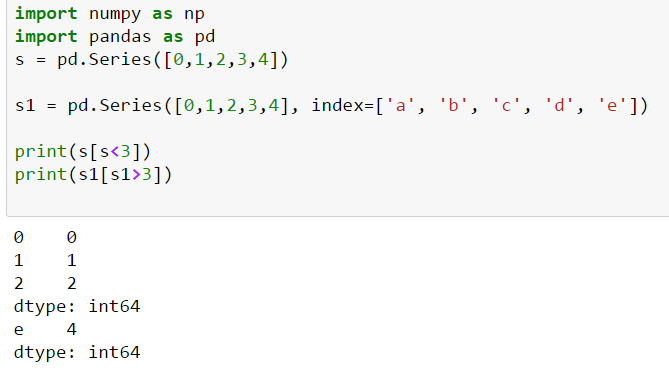 import numpy as np
import pandas as pd
s = pd.Series([0,1,2,3,4])
s1 = pd.Series([0,1,2,3,4], index=['a', 'b', 'c', 'd', 'e'])
print(s[s<3])
print(s1[s1>3])
0    0
1    1
2    2
dtype: int64
e    4
dtype: int64